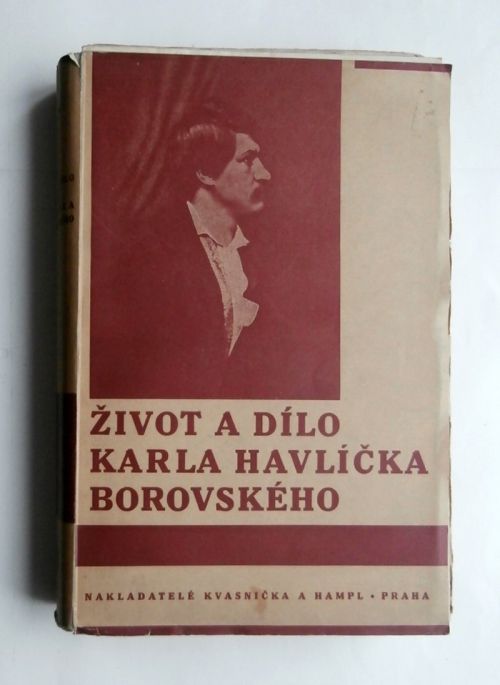 ŽIVOT A DÍLO
KARLA HAVLÍČKA
BOROVSKÉHO
NAKLADATELÉ KVASNIČKA A HAMPL • PRAHA